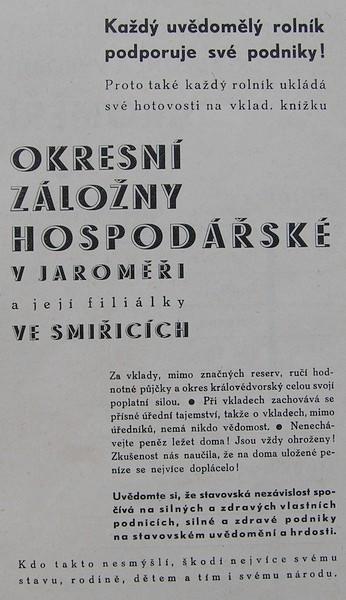 Každý uvědomělý rolník
podporuje své podniky!
Proto také každý rolník ukládá
své hotovosti na vklad. knížku
OKRESNÍ
ZÁLOŽNY
HOSPODÁŘSKÉ
V JAROMĚŘI
a její filiálky
VE SMIŘICÍCH
Za vklady, mimo značných reserv, ručí hod-
notné půjčky a okres královédvorský celou svojí
poplatní silou. ● Při vkladech zachovává se
přísné úřední tajemství, takže o vkladech, mimo
úředníků, nemá nikdo vědomost. ● Nenechá-
vejte peněz ležet doma! Jsou vždy ohroženy!
Zkušenost nás naučila, že na doma uložené pe-
níze se nejvíce doplácelo!
Uvědomte si, že stavovská nezávislost spo-
čívá na silných a zdravých vlastních
podnicích, silné a zdravé podniky
na stavovském uvědomění a hrdosti.
Kdo takto nesmýšlí, škodí nejvíce svému
stavu, rodině, dětem a tím i svému národu.